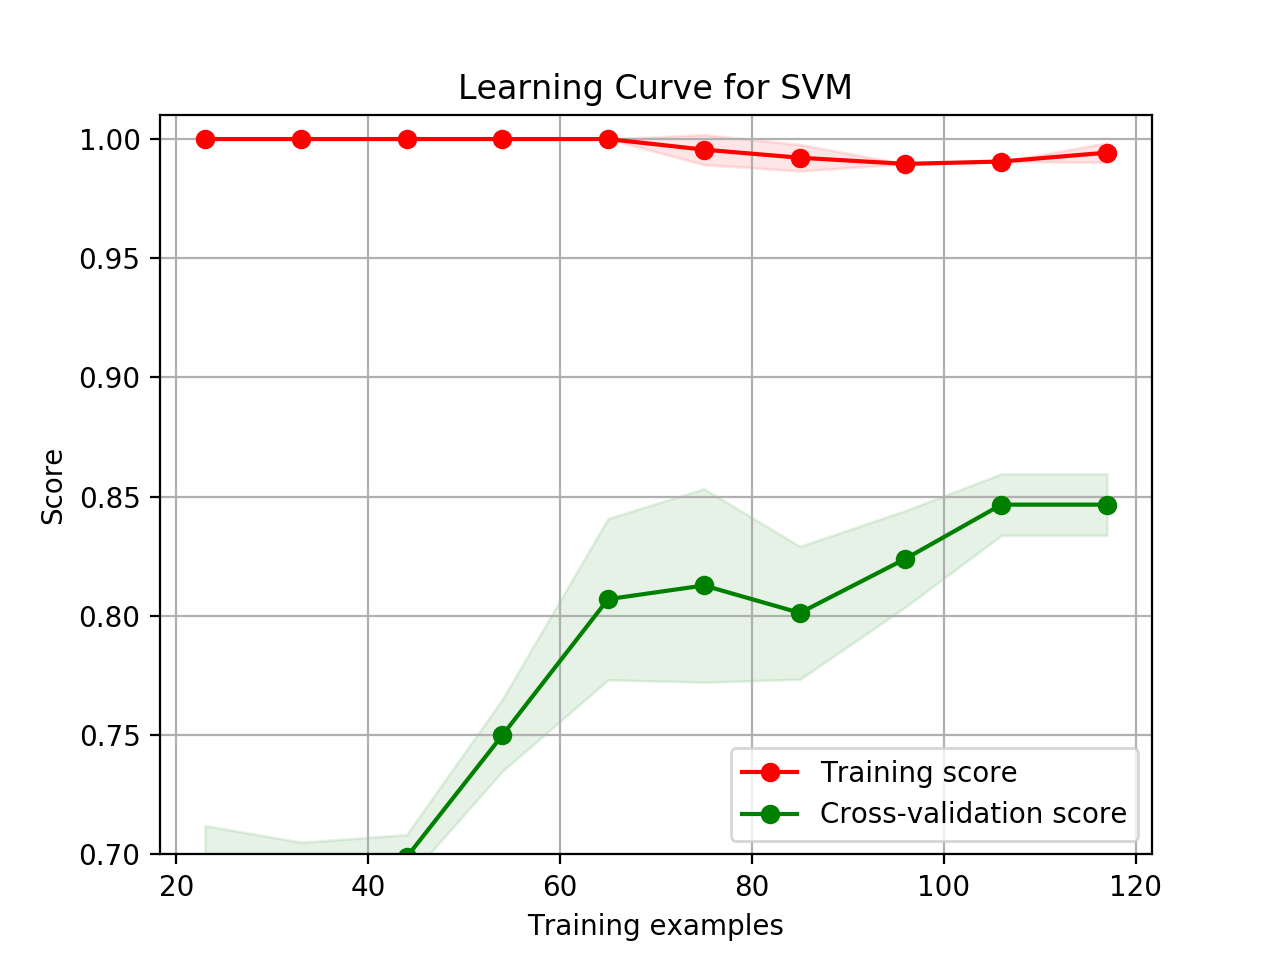 Learning Curve for SVM
1.00
0.95
0.90
0.85
0.80
0.75
0.70
Score
20 40 60 80 100 120
Training examples
Training score
Cross-validation score